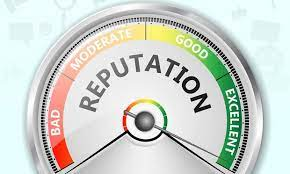 BAD
MODERATE
GOOD
EXCELLENT
REPUTATION